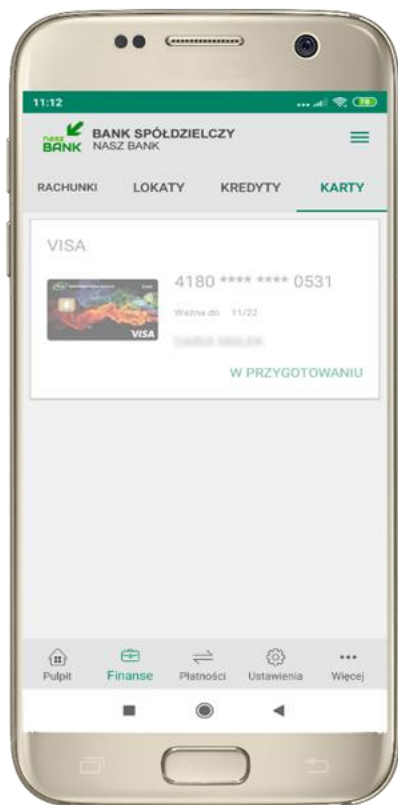 11:12
78
nasz
BANK
BANK SPÓŁDZIELCZY
NASZ BANK
RACHUNKI LOKATY KREDYTY KARTY
VISA
4180 **** **** 0531
Ważna do 11/22
VISA
W PRZYGOTOWANIU
Pulpit Finanse Płatności Ustawienia Więcej